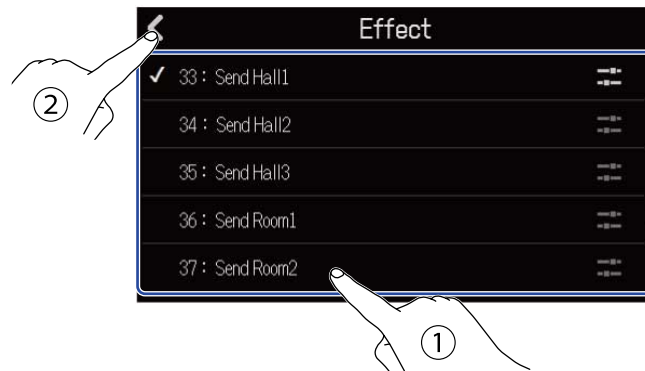 Effect
②
33 : Send Hall1
34 : Send Hall2
35 : Send Hall3
36 : Send Room1
37 : Send Room2
①